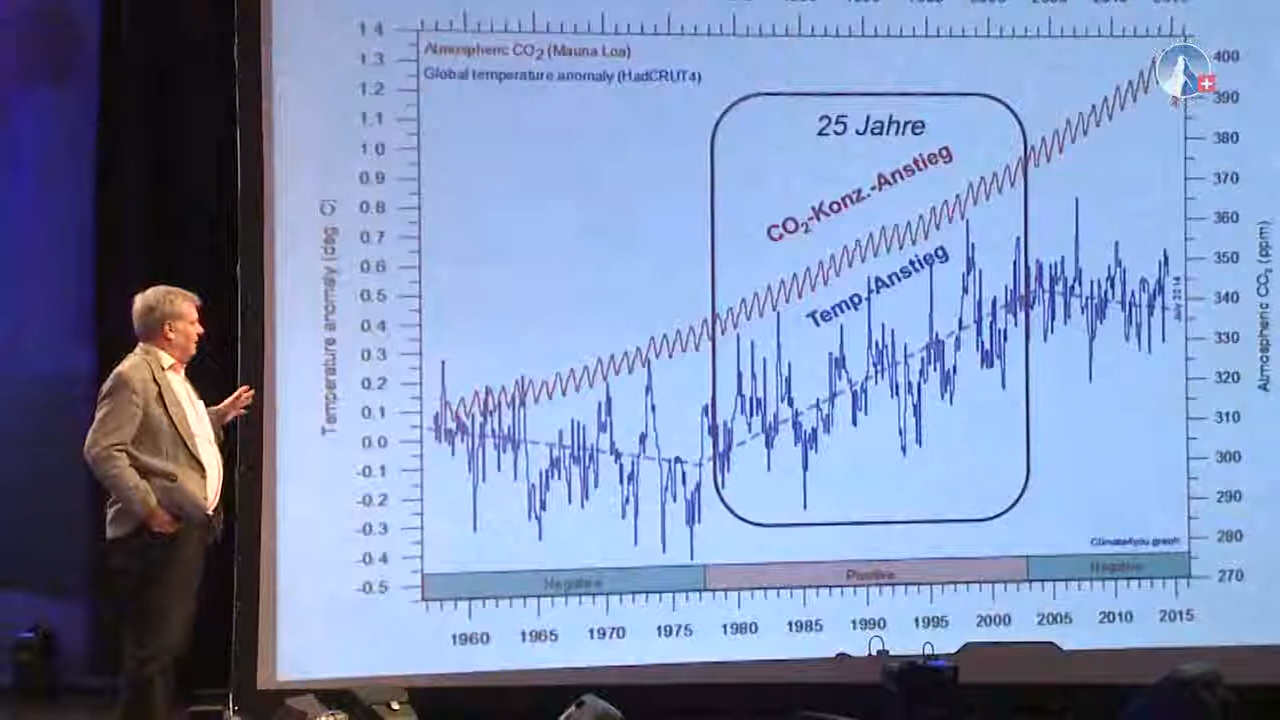 Atmospheric CO2 (Mauna Loa)
Global temperature anomaly (HadCRUT4)
25 Jahre
CO2-Konz.-Anstieg
Temp.-Anstieg
Temperature anomaly (deg C)
1.4
1.3
1.2
1.1
1.0
0.9
0.8
0.7
0.6
0.5
0.4
0.3
0.2
0.1
0.0
-0.1
-0.2
-0.3
-0.4
-0.5
400
390
380
370
360
350
340
330
320
310
300
290
280
270
Atmospheric CO2 (ppm)
July 2014
Climate4you graph
Negative
Positive
Negative
1960 1965 1970 1975 1980 1985 1990 1995 2000 2005 2010 2015